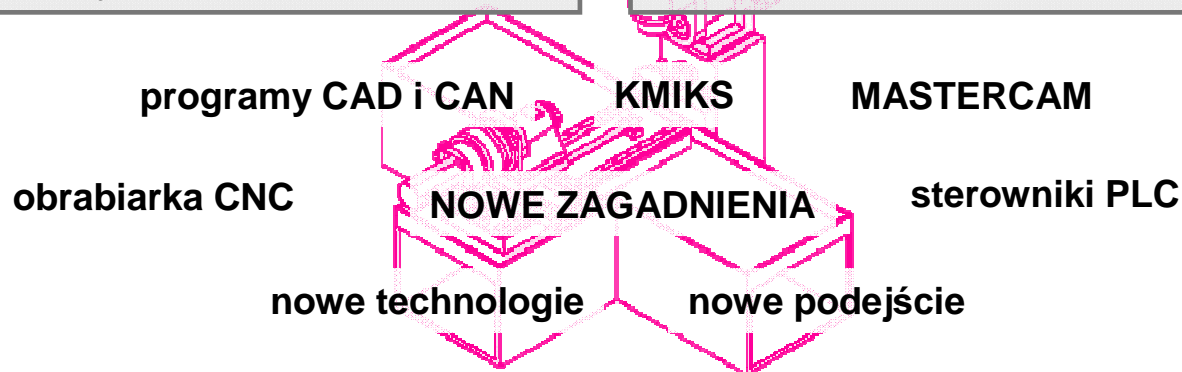 programy CAD i CAN KMIKS MASTERCAM
obrabiarka CNC NOWE ZAGADNIENIA sterowniki PLC
nowe technologie nowe podejście